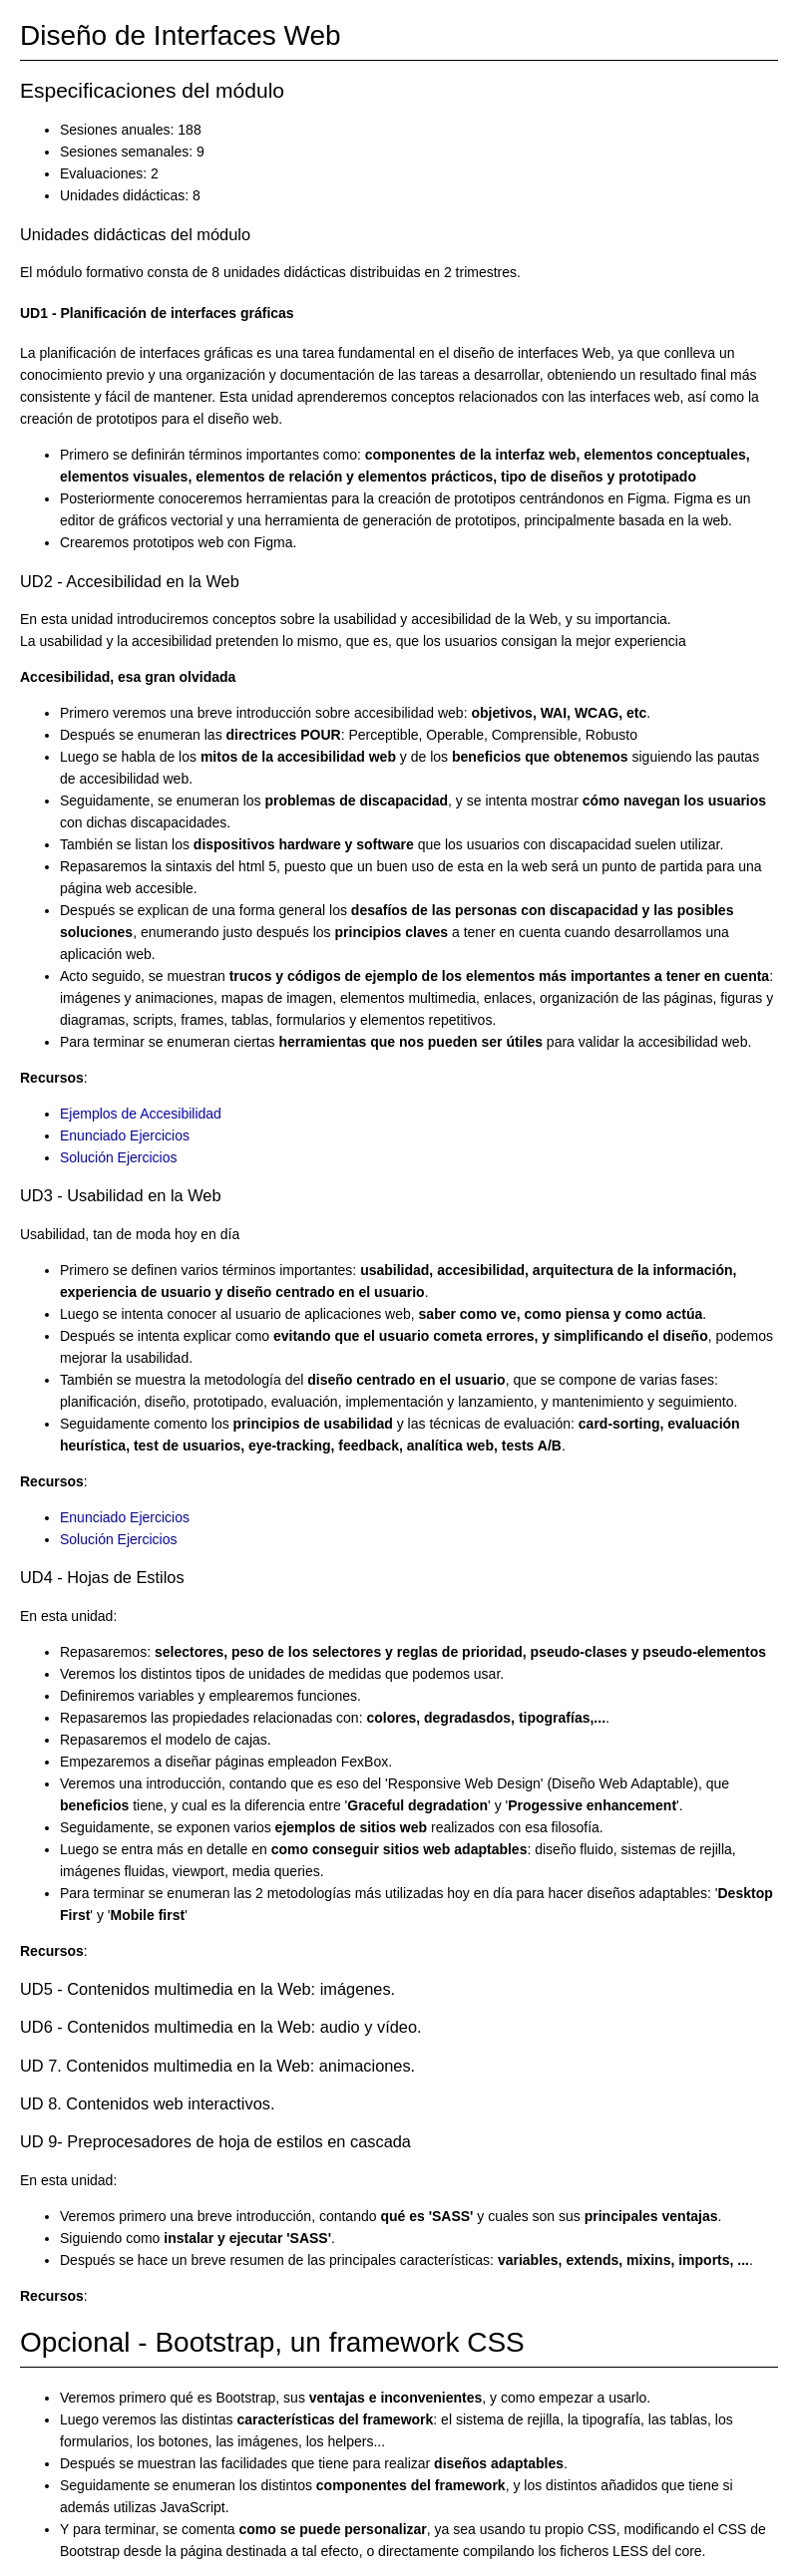 Diseño de Interfaces Web
Especificaciones del módulo
Sesiones anuales: 188
Sesiones semanales: 9
Evaluaciones: 2
Unidades didácticas: 8
Unidades didácticas del módulo
El módulo formativo consta de 8 unidades didácticas distribuidas en 2 trimestres.
UD1 - Planificación de interfaces gráficas
La planificación de interfaces gráficas es una tarea fundamental en el diseño de interfaces Web, ya que conlleva un
conocimiento previo y una organización y documentación de las tareas a desarrollar, obteniendo un resultado final más
consistente y fácil de mantener. Esta unidad aprenderemos conceptos relacionados con las interfaces web, así como la
creación de prototipos para el diseño web.
Primero se definirán términos importantes como: componentes de la interfaz web, elementos conceptuales,
elementos visuales, elementos de relación y elementos prácticos, tipo de diseños y prototipado
Posteriormente conoceremos herramientas para la creación de prototipos centrándonos en Figma. Figma es un
editor de gráficos vectorial y una herramienta de generación de prototipos, principalmente basada en la web.
Crearemos prototipos web con Figma.
UD2 - Accesibilidad en la Web
En esta unidad introduciremos conceptos sobre la usabilidad y accesibilidad de la Web, y su importancia.
La usabilidad y la accesibilidad pretenden lo mismo, que es, que los usuarios consigan la mejor experiencia
Accesibilidad, esa gran olvidada
Primero veremos una breve introducción sobre accesibilidad web: objetivos, WAI, WCAG, etc.
Después se enumeran las directrices POUR: Perceptible, Operable, Comprensible, Robusto
Luego se habla de los mitos de la accesibilidad web y de los beneficios que obtenemos siguiendo las pautas
de accesibilidad web.
Seguidamente, se enumeran los problemas de discapacidad, y se intenta mostrar cómo navegan los usuarios
con dichas discapacidades.
También se listan los dispositivos hardware y software que los usuarios con discapacidad suelen utilizar.
Repasaremos la sintaxis del html 5, puesto que un buen uso de esta en la web será un punto de partida para una
página web accesible.
Después se explican de una forma general los desafíos de las personas con discapacidad y las posibles
soluciones, enumerando justo después los principios claves a tener en cuenta cuando desarrollamos una
aplicación web.
Acto seguido, se muestran trucos y códigos de ejemplo de los elementos más importantes a tener en cuenta:
imágenes y animaciones, mapas de imagen, elementos multimedia, enlaces, organización de las páginas, figuras y
diagramas, scripts, frames, tablas, formularios y elementos repetitivos.
Para terminar se enumeran ciertas herramientas que nos pueden ser útiles para validar la accesibilidad web.
Recursos:
Ejemplos de Accesibilidad
Enunciado Ejercicios
Solución Ejercicios
UD3 - Usabilidad en la Web
Usabilidad, tan de moda hoy en día
Primero se definen varios términos importantes: usabilidad, accesibilidad, arquitectura de la información,
experiencia de usuario y diseño centrado en el usuario.
Luego se intenta conocer al usuario de aplicaciones web, saber como ve, como piensa y como actúa.
Después se intenta explicar como evitando que el usuario cometa errores, y simplificando el diseño, podemos
mejorar la usabilidad.
También se muestra la metodología del diseño centrado en el usuario, que se compone de varias fases:
planificación, diseño, prototipado, evaluación, implementación y lanzamiento, y mantenimiento y seguimiento.
Seguidamente comento los principios de usabilidad y las técnicas de evaluación: card-sorting, evaluación
heurística, test de usuarios, eye-tracking, feedback, analítica web, tests A/B.
Recursos:
Enunciado Ejercicios
Solución Ejercicios
UD4 - Hojas de Estilos
En esta unidad:
Repasaremos: selectores, peso de los selectores y reglas de prioridad, pseudo-clases y pseudo-elementos
Veremos los distintos tipos de unidades de medidas que podemos usar.
Definiremos variables y emplearemos funciones.
Repasaremos las propiedades relacionadas con: colores, degradasdos, tipografías,....
Repasaremos el modelo de cajas.
Empezaremos a diseñar páginas empleadon FexBox.
Veremos una introducción, contando que es eso del 'Responsive Web Design' (Diseño Web Adaptable), que
beneficios tiene, y cual es la diferencia entre 'Graceful degradation' y 'Progessive enhancement'.
Seguidamente, se exponen varios ejemplos de sitios web realizados con esa filosofía.
Luego se entra más en detalle en como conseguir sitios web adaptables: diseño fluido, sistemas de rejilla,
imágenes fluidas, viewport, media queries.
Para terminar se enumeran las 2 metodologías más utilizadas hoy en día para hacer diseños adaptables: 'Desktop
First' y 'Mobile first'
Recursos:
UD5 - Contenidos multimedia en la Web: imágenes.
UD6 - Contenidos multimedia en la Web: audio y vídeo.
UD 7. Contenidos multimedia en la Web: animaciones.
UD 8. Contenidos web interactivos.
UD 9- Preprocesadores de hoja de estilos en cascada
En esta unidad:
Veremos primero una breve introducción, contando qué es 'SASS' y cuales son sus principales ventajas.
Siguiendo como instalar y ejecutar 'SASS'.
Después se hace un breve resumen de las principales características: variables, extends, mixins, imports, ....
Recursos:
Opcional - Bootstrap, un framework CSS
Veremos primero qué es Bootstrap, sus ventajas e inconvenientes, y como empezar a usarlo.
Luego veremos las distintas características del framework: el sistema de rejilla, la tipografía, las tablas, los
formularios, los botones, las imágenes, los helpers...
Después se muestran las facilidades que tiene para realizar diseños adaptables.
Seguidamente se enumeran los distintos componentes del framework, y los distintos añadidos que tiene si
además utilizas JavaScript.
Y para terminar, se comenta como se puede personalizar, ya sea usando tu propio CSS, modificando el CSS de
Bootstrap desde la página destinada a tal efecto, o directamente compilando los ficheros LESS del core.